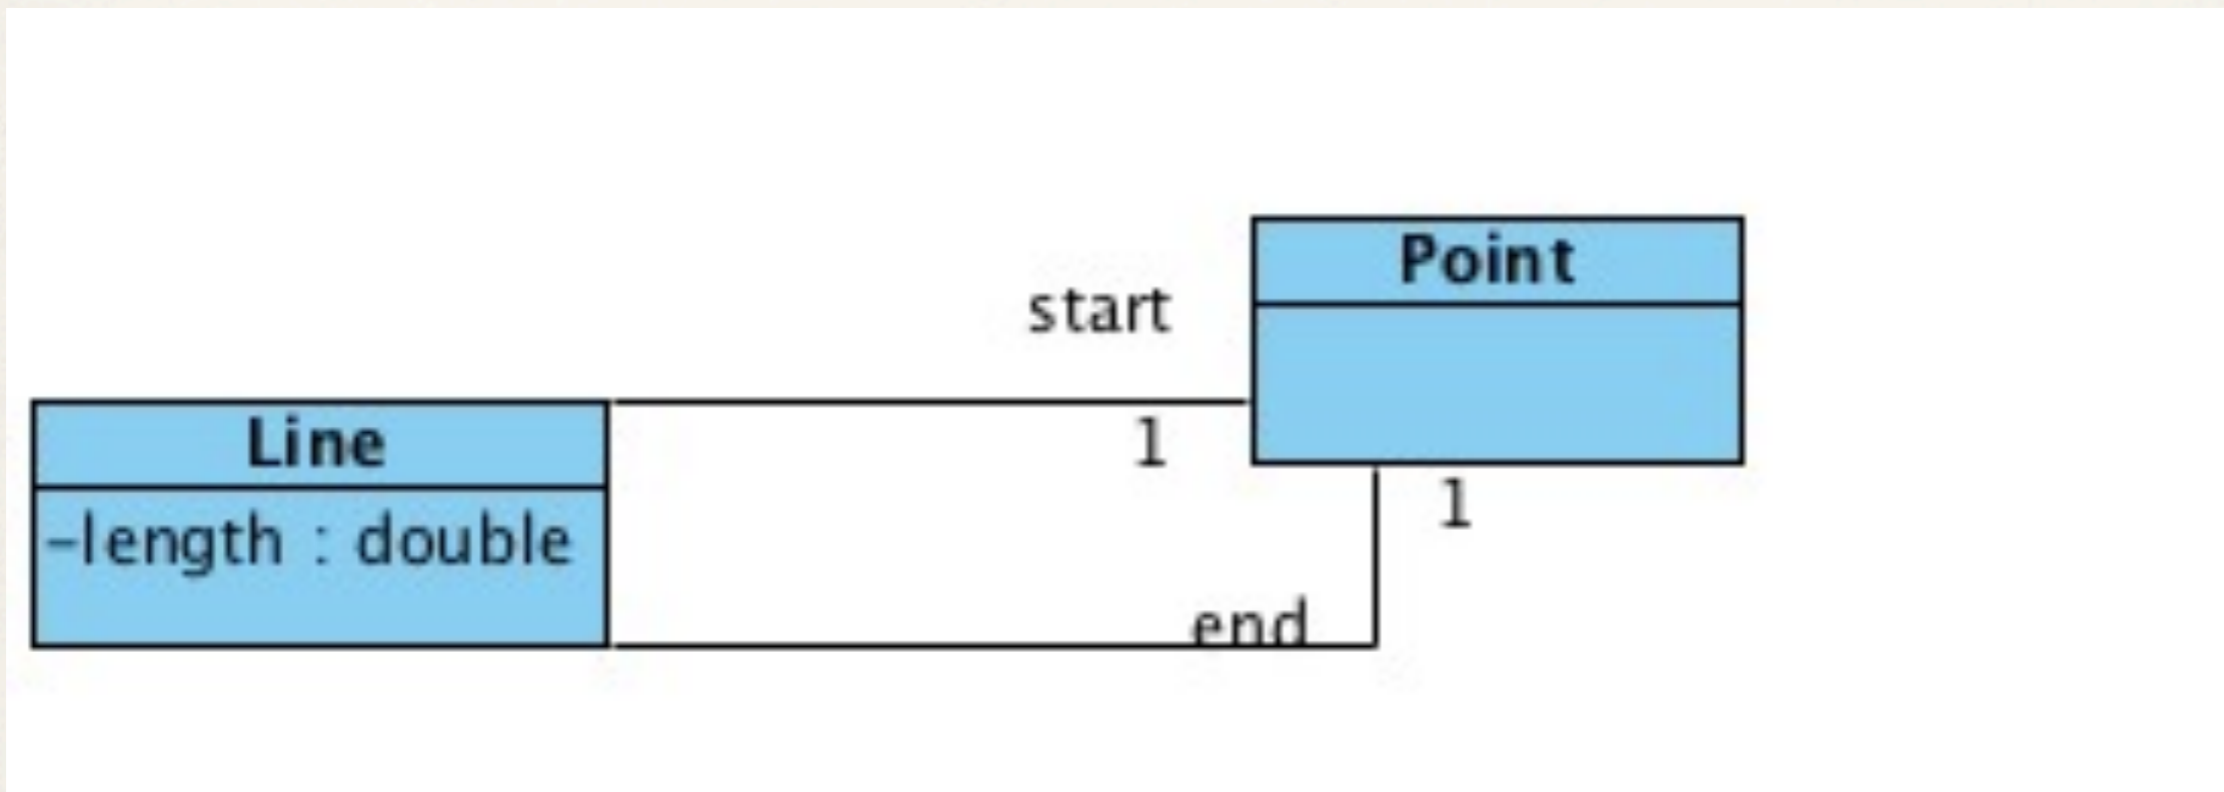 Point
start
Line
1
-length : double
1
end